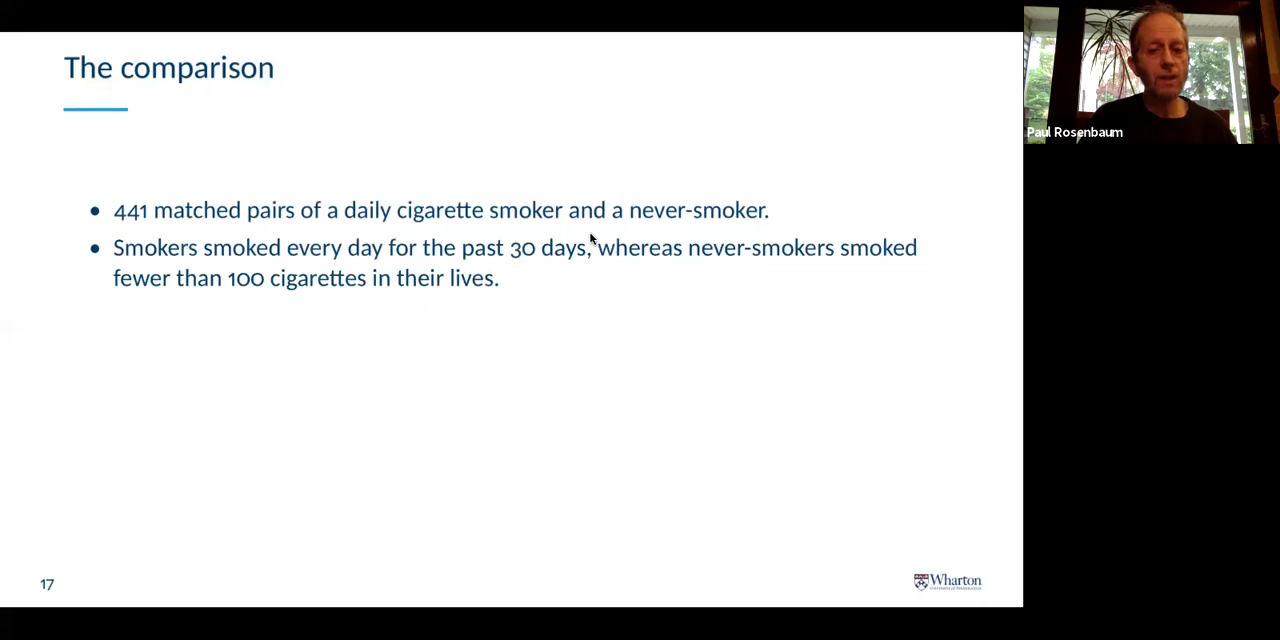 The comparison
• 441 matched pairs of a daily cigarette smoker and a never-smoker.
• Smokers smoked every day for the past 30 days, whereas never-smokers smoked
fewer than 100 cigarettes in their lives.
17
Wharton
Paul Rosenbaum